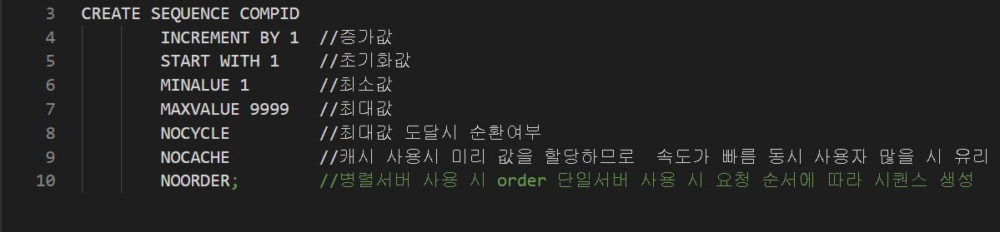 3 CREATE SEQUENCE COMPID
4 INCREMENT BY 1 //증가값
5 START WITH 1 //초기화값
6 MINALUE 1 //최소값
7 MAXVALUE 9999 //최대값
8 NOCYCLE //최대값 도달시 순환여부
9 NOCACHE //캐시 사용시 미리 값을 할당하므로 속도가 빠름 동시 사용자 많을 시 유리
10 NOORDER; //병렬서버 사용 시 order 단일서버 사용 시 요청 순서에 따라 시퀀스 생성